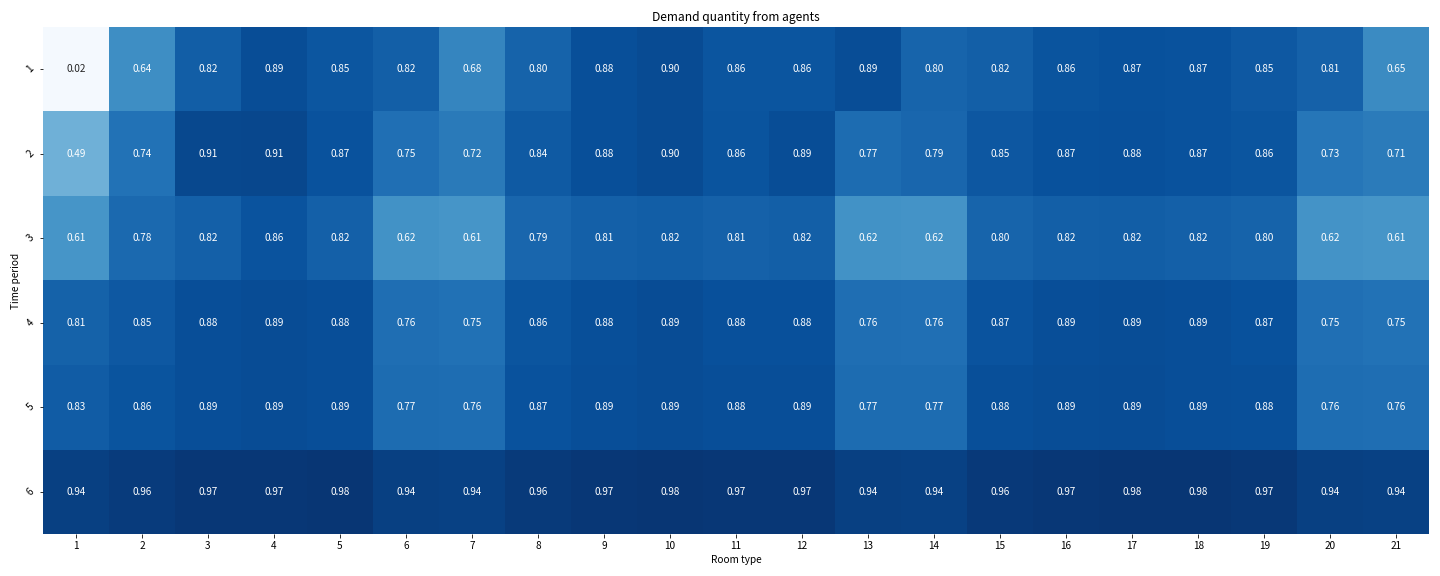 Demand quantity from agents
Time period
1 0.02 0.64 0.82 0.89 0.85 0.82 0.68 0.80 0.88 0.90 0.86 0.86 0.89 0.80 0.82 0.86 0.87 0.87 0.85 0.81 0.65
2 0.49 0.74 0.91 0.91 0.87 0.75 0.72 0.84 0.88 0.90 0.86 0.89 0.77 0.79 0.85 0.87 0.88 0.87 0.86 0.73 0.71
3 0.61 0.78 0.82 0.86 0.82 0.62 0.61 0.79 0.81 0.82 0.81 0.82 0.62 0.62 0.80 0.82 0.82 0.82 0.80 0.62 0.61
4 0.81 0.85 0.88 0.89 0.88 0.76 0.75 0.86 0.88 0.89 0.88 0.88 0.76 0.76 0.87 0.89 0.89 0.89 0.87 0.75 0.75
5 0.83 0.86 0.89 0.89 0.89 0.77 0.76 0.87 0.89 0.89 0.88 0.89 0.77 0.77 0.88 0.89 0.89 0.89 0.88 0.76 0.76
6 0.94 0.96 0.97 0.97 0.98 0.94 0.94 0.96 0.97 0.98 0.97 0.97 0.94 0.94 0.96 0.97 0.98 0.98 0.97 0.94 0.94
1 2 3 4 5 6 7 8 9 10 11 12 13 14 15 16 17 18 19 20 21
Room type